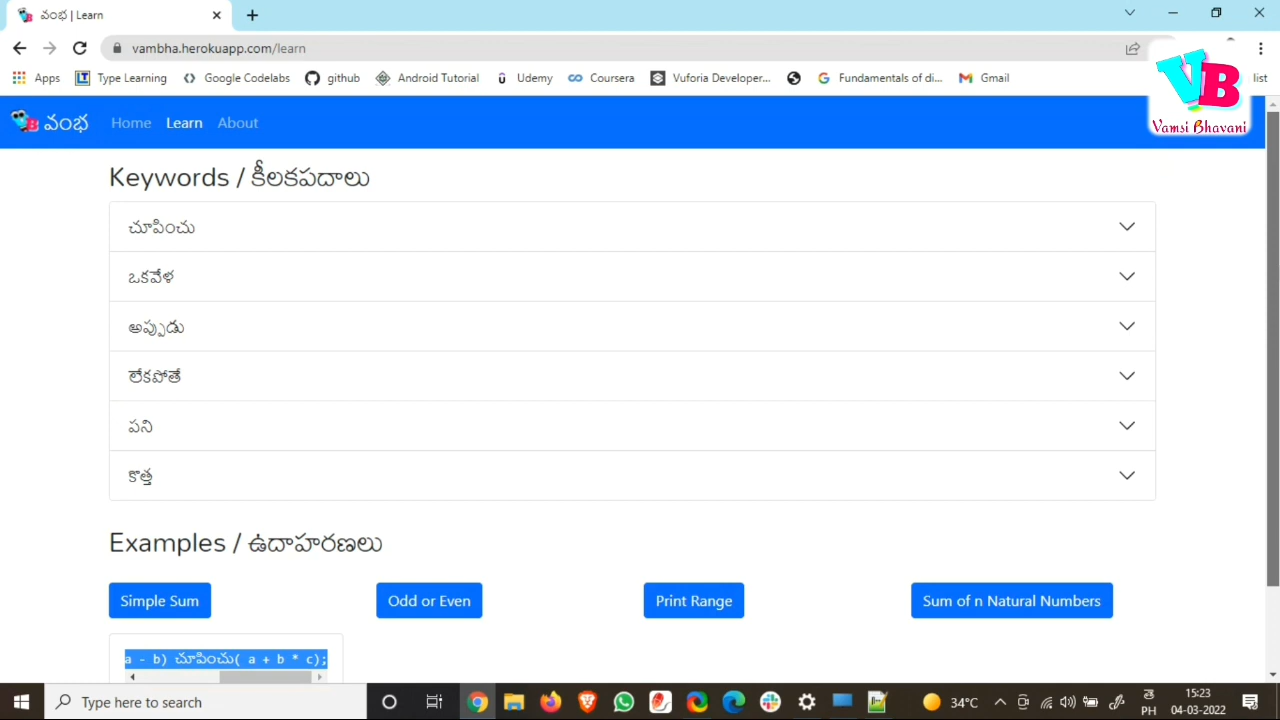 వంభ | Learn
vambha.herokuapp.com/learn
Apps Type Learning Google Codelabs github Android Tutorial Udemy Coursera Vuforia Developer... Fundamentals of di... Gmail list
VB
Vamsi Bhavani
వంభ Home Learn About
Keywords / కీలకపదాలు
చూపించు
ఒకవేళ
అప్పుడు
లేకపోతే
పని
కొత్త
Examples / ఉదాహరణలు
Simple Sum Odd or Even Print Range Sum of n Natural Numbers
a - b) చూపించు( a + b * c);
Type here to search
34°C
తె
PH
15:23
04-03-2022